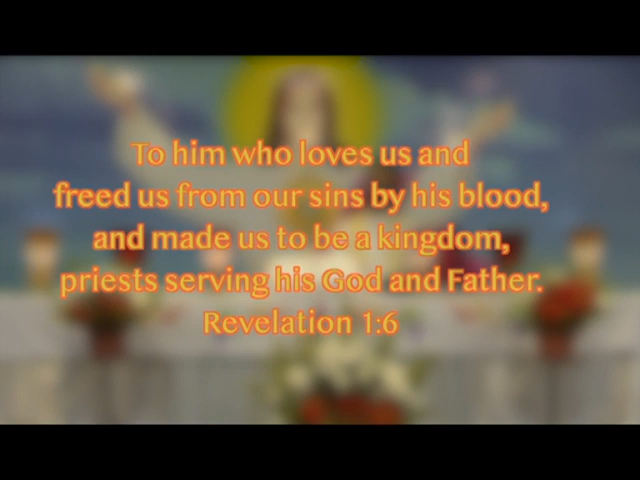 To him who loves us and
freed us from our sins by his blood,
and made us to be a kingdom,
priests serving his God and Father.
Revelation 1:6